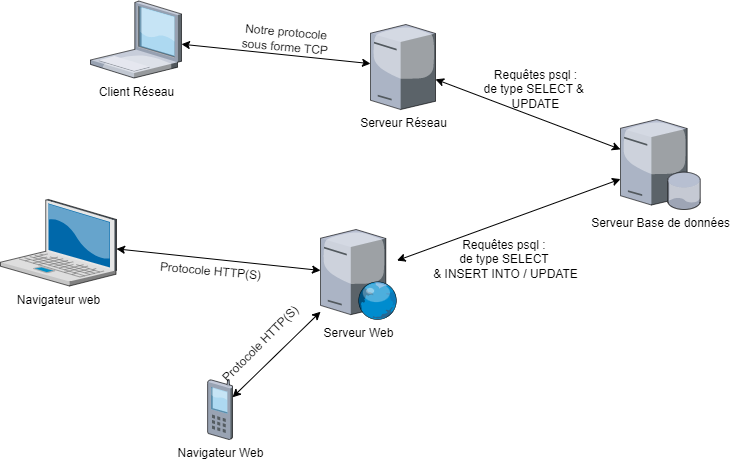 Notre protocole
sous forme TCP
Client Réseau
Serveur Réseau
Requêtes psql :
de type SELECT &
UPDATE
Serveur Base de données
Requêtes psql :
de type SELECT
& INSERT INTO / UPDATE
Protocole HTTP(S)
Navigateur web
Serveur Web
Protocole HTTP(S)
Navigateur Web